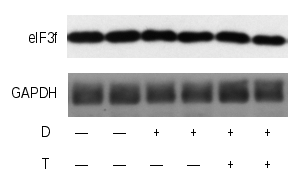 eIF3f
GAPDH
D — — + + + +
T — — — — + +